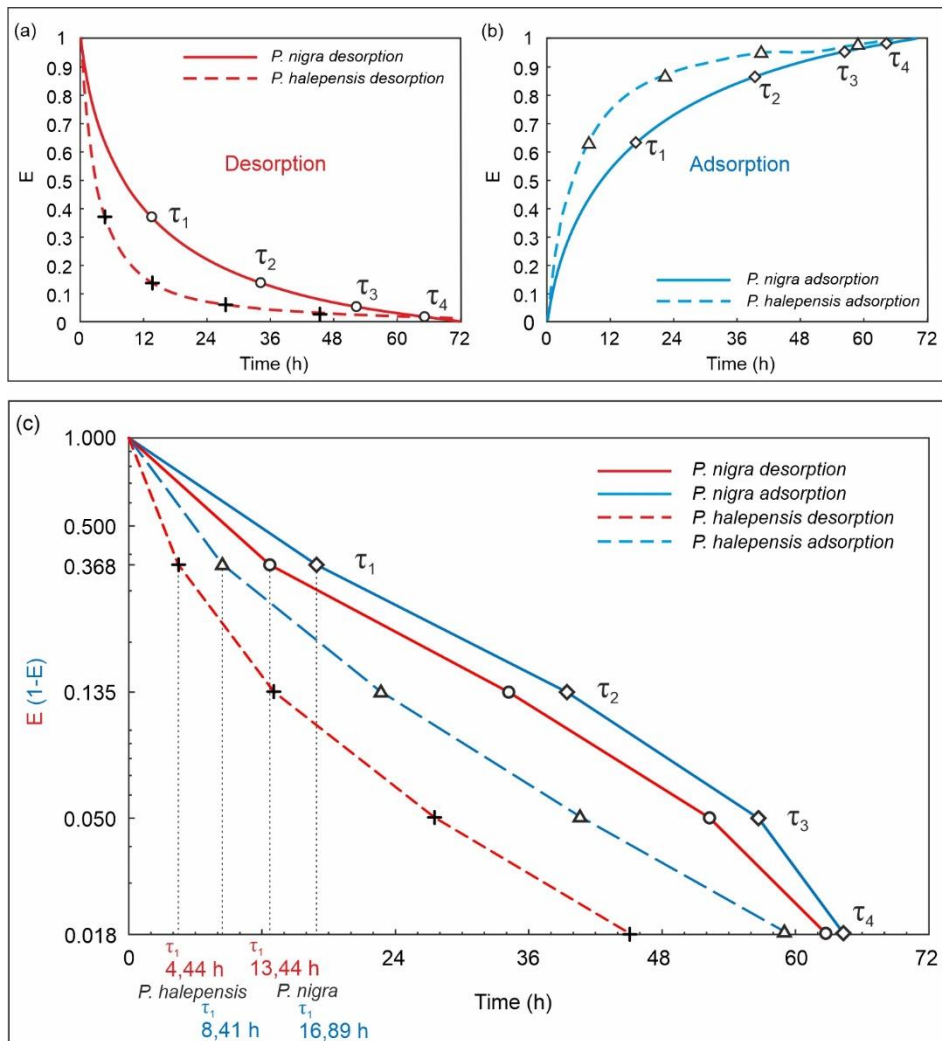 (a)
1
0.9
0.8
0.7
0.6
0.5
0.4
0.3
0.2
0.1
0
E
P. nigra desorption
P. halepensis desorption
Desorption
τ1
τ2
τ3
τ4
0 12 24 36 48 60 72
Time (h)
(b)
1
0.9
0.8
0.7
0.6
0.5
0.4
0.3
0.2
0.1
0
E
τ1
τ2
τ3
τ4
Adsorption
P. nigra adsorption
P. halepensis adsorption
0 12 24 36 48 60 72
Time (h)
(c)
1.000
0.500
0.368
0.135
0.050
0.018
E (1-E)
P. nigra desorption
P. nigra adsorption
P. halepensis desorption
P. halepensis adsorption
τ1
τ2
τ3
τ4
0 24 36 48 60 72
τ1 τ1
4,44 h 13,44 h
P. halepensis P. nigra
τ1 τ1
8,41 h 16,89 h
Time (h)